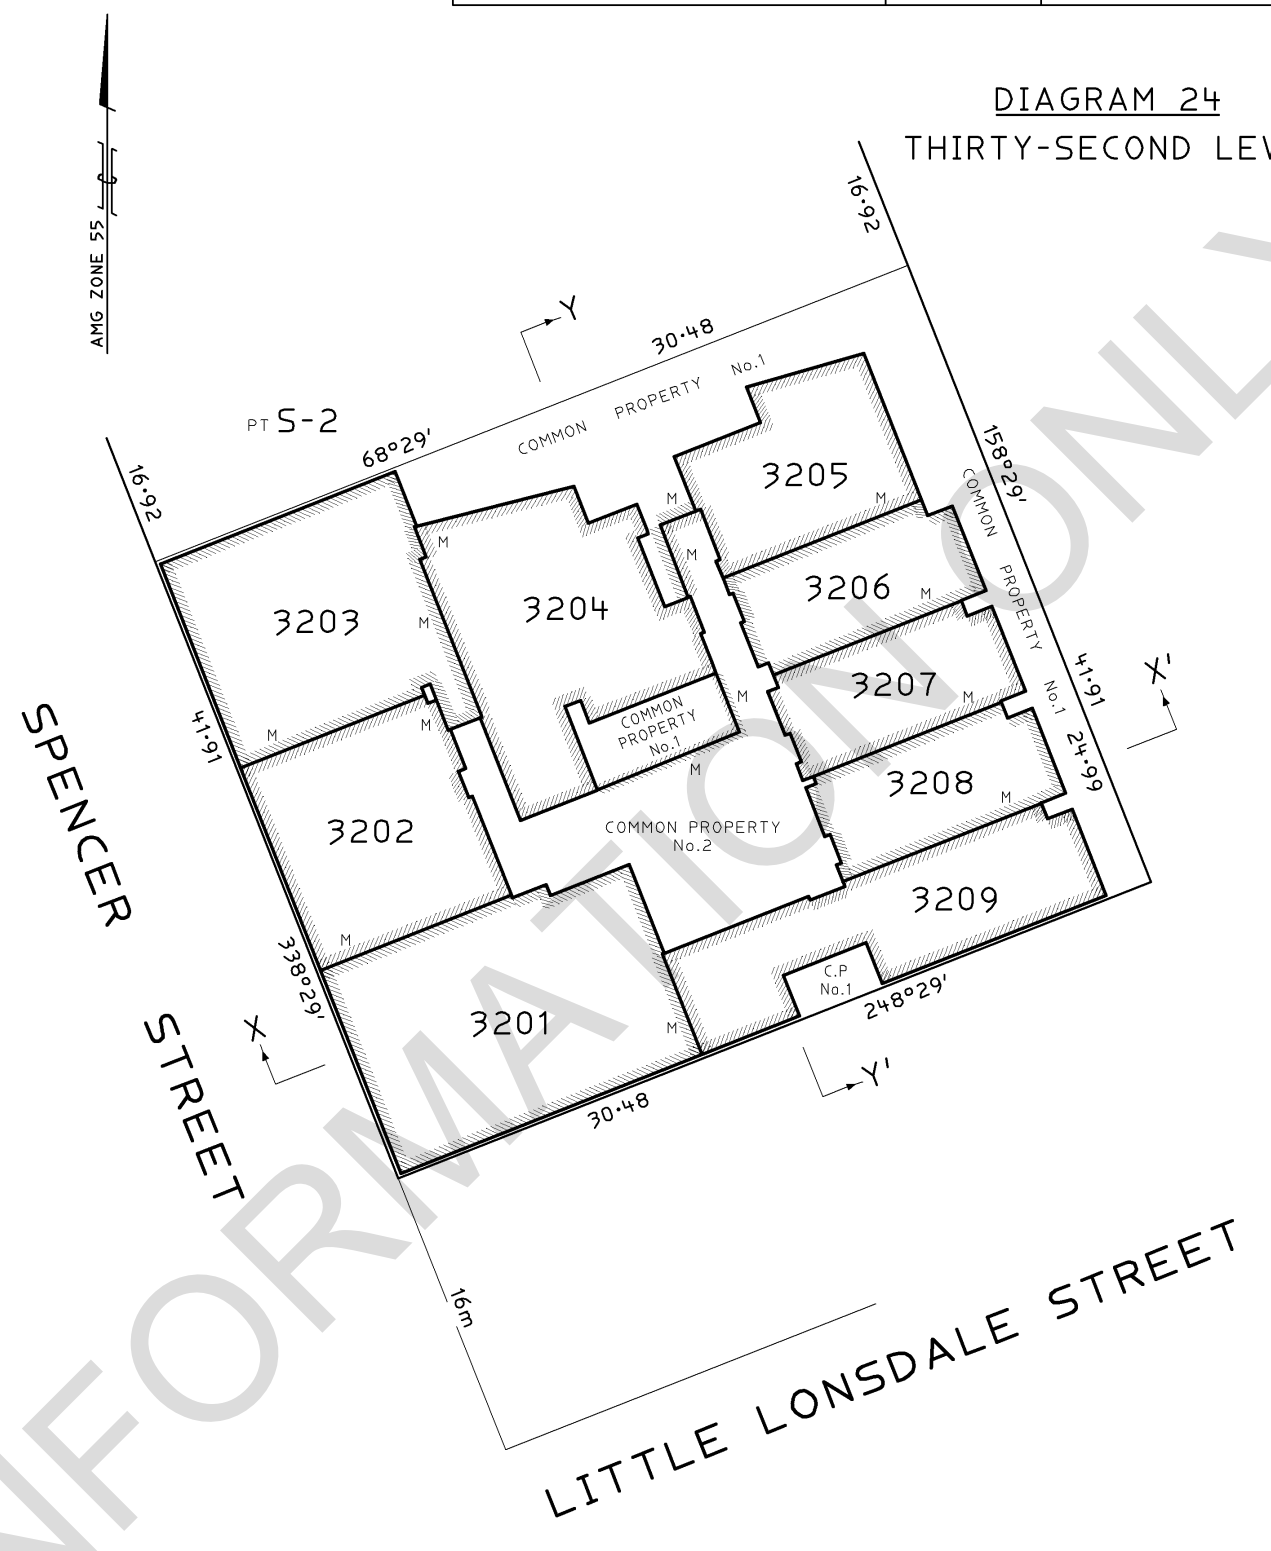 DIAGRAM 24
THIRTY-SECOND LEV
AMG ZONE 55
16·92
Y
30·48
COMMON PROPERTY No.1
PT S-2
68°29'
16·92
158°29'
COMMON PROPERTY No.1
3205
M
M
M
M
3206
M
3203
M
3204
3207
M
41·91
X'
24·99
M
COMMON
PROPERTY
No.1
M
M
M
41·91
3208
M
3202
COMMON PROPERTY
No.2
M
3209
338°29'
C.P
No.1
248°29'
3201
M
X
Y'
30·48
SPENCER STREET
16m
LITTLE LONSDALE STREET
NFORMATION ONLY